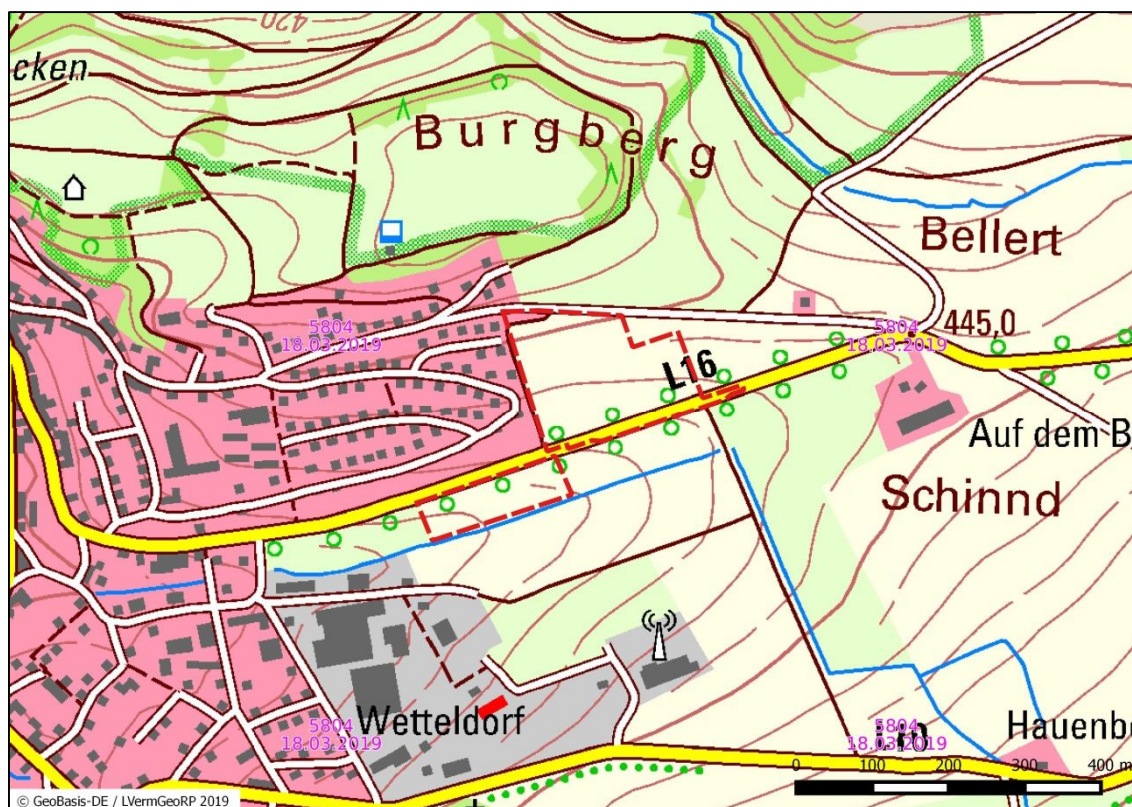 420
cken
Burgberg
Bellert
5804
18.03.2019
5804
18.03.2019
445,0
L16
Auf dem B
Schinnd
Wetteldorf
5804
18.03.2019
5804
18.03.2019
Hauenbe
0 100 200 300 400 m
© GeoBasis-DE / LVermGeoRP 2019